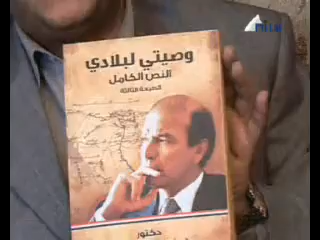 وصيتي لبلادي
النص الكامل
الطبعة الثالثة
دكتور